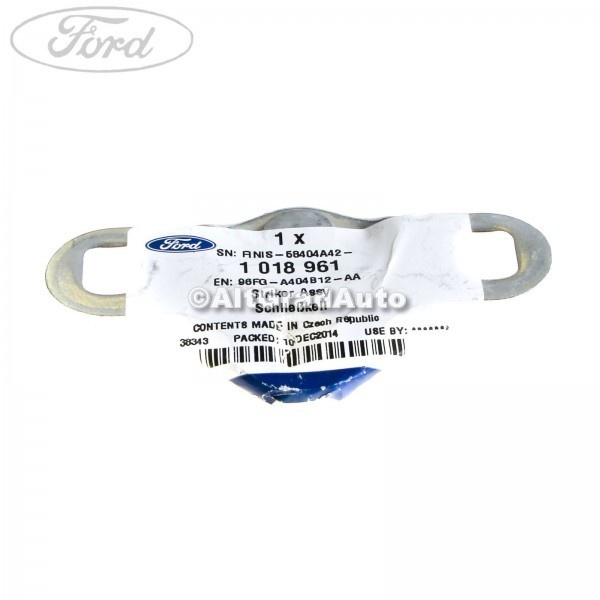 Ford
Ford
1 x
SN: FINIS-58404A42-
1 018 961
EN: 96FG-A404B12-AA
© AltgradAuto
Striker Assy
Schließkeil
CONTENTS MADE IN Czech Republic
38343 PACKED: 10DEC2014 USE BY: ********